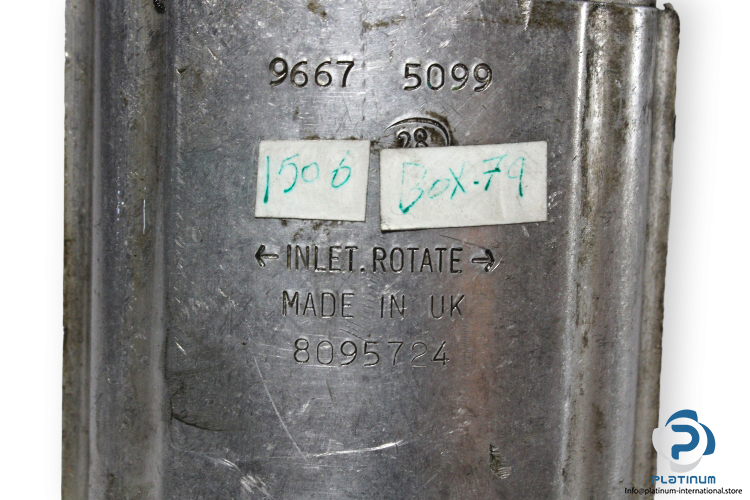 9667 5099
28
1506 BOX.79
← INLET. ROTATE →
MADE IN UK
8095724
PLATINUM
Info@platinum-international.store